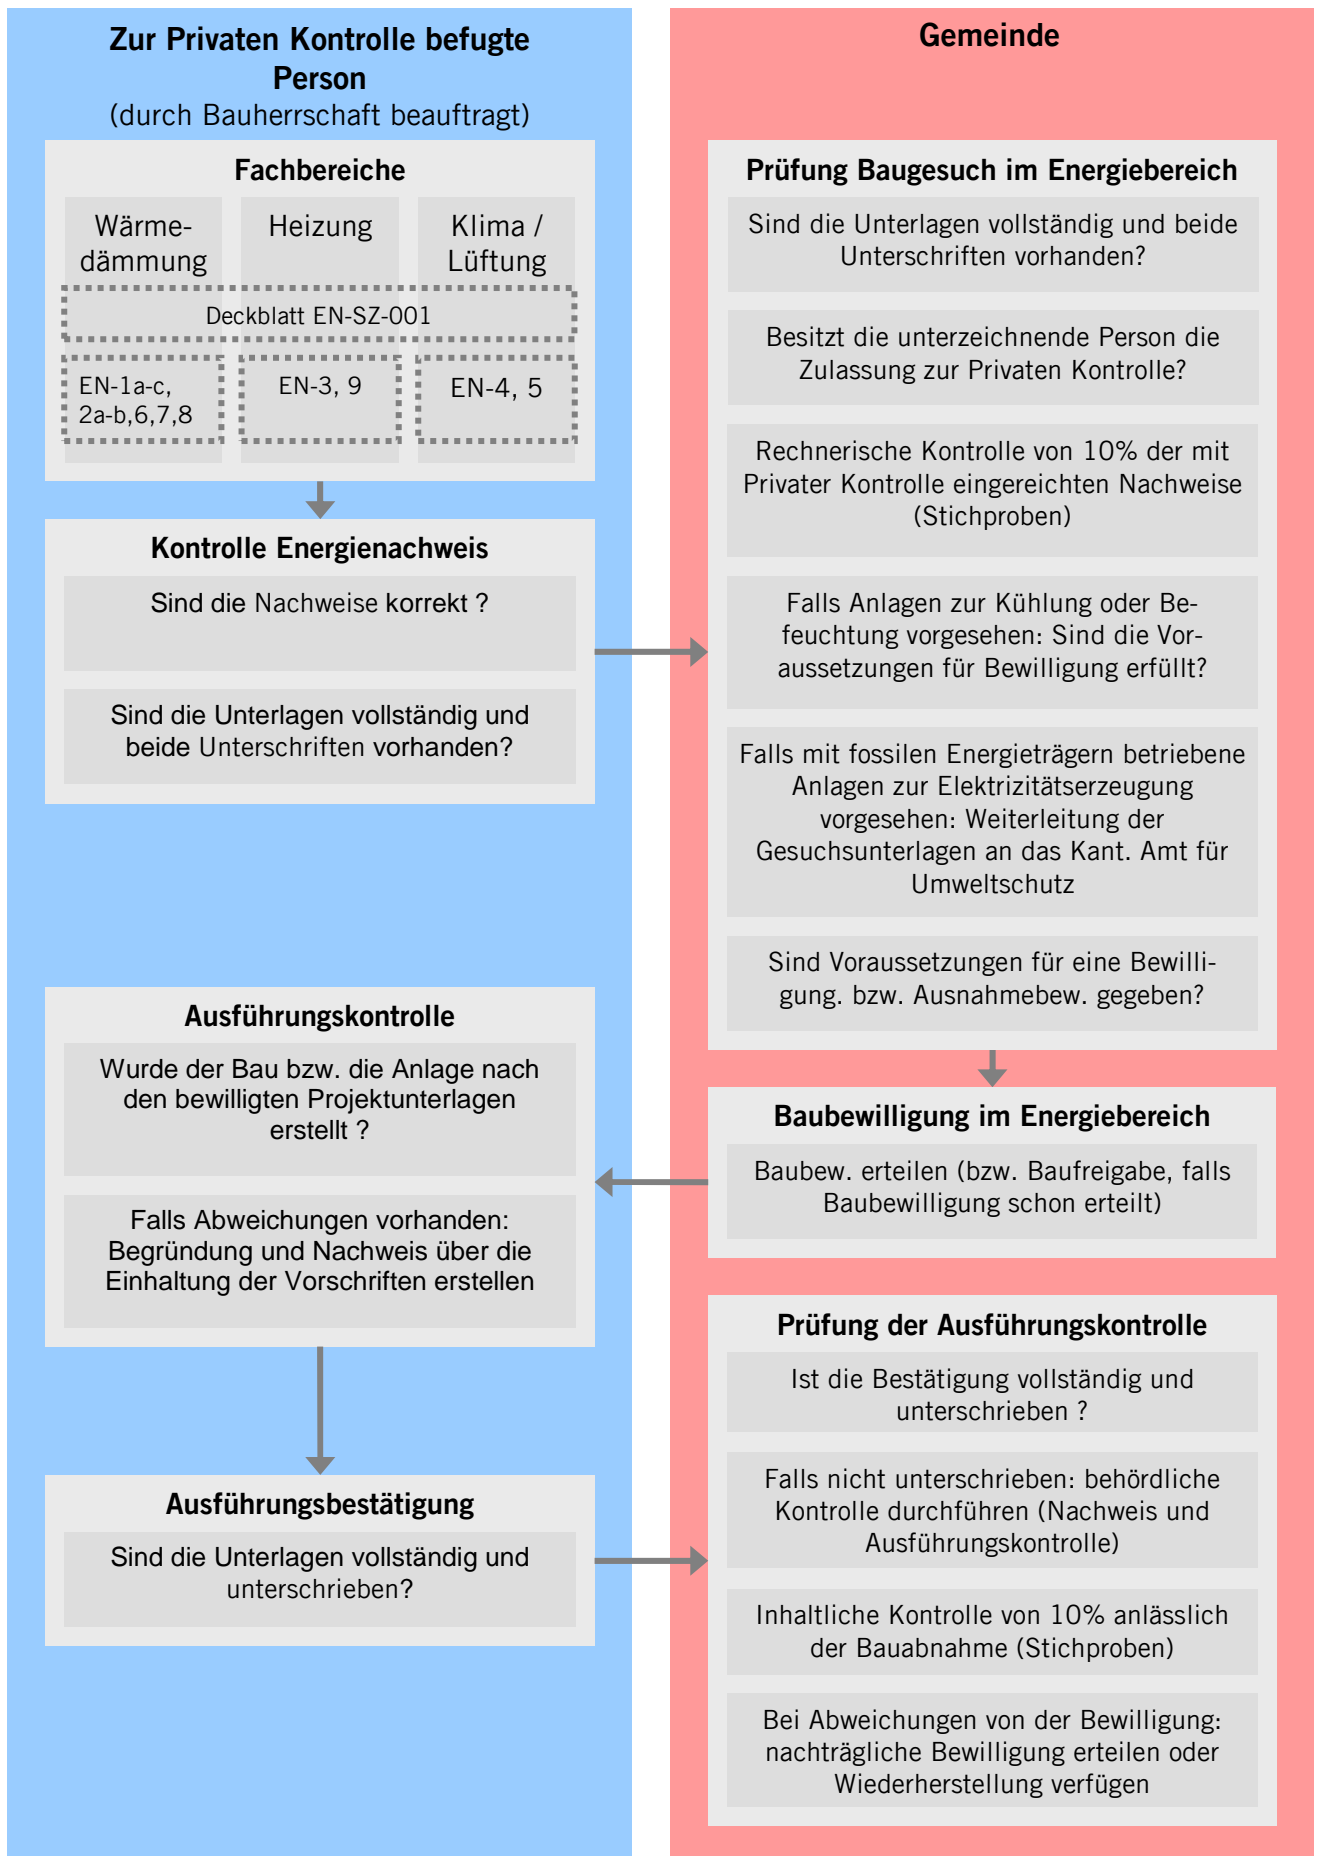 Zur Privaten Kontrolle befugte
Person
(durch Bauherrschaft beauftragt)
Fachbereiche
Wärme-
dämmung
Heizung
Klima /
Lüftung
Deckblatt EN-SZ-001
EN-1a-c,
2a-b,6,7,8
EN-3, 9
EN-4, 5
Kontrolle Energienachweis
Sind die Nachweise korrekt ?
Sind die Unterlagen vollständig und
beide Unterschriften vorhanden?
Ausführungskontrolle
Wurde der Bau bzw. die Anlage nach
den bewilligten Projektunterlagen
erstellt ?
Falls Abweichungen vorhanden:
Begründung und Nachweis über die
Einhaltung der Vorschriften erstellen
Ausführungsbestätigung
Sind die Unterlagen vollständig und
unterschrieben?
Gemeinde
Prüfung Baugesuch im Energiebereich
Sind die Unterlagen vollständig und beide
Unterschriften vorhanden?
Besitzt die unterzeichnende Person die
Zulassung zur Privaten Kontrolle?
Rechnerische Kontrolle von 10% der mit
Privater Kontrolle eingereichten Nachweise
(Stichproben)
Falls Anlagen zur Kühlung oder Be-
feuchtung vorgesehen: Sind die Vor-
aussetzungen für Bewilligung erfüllt?
Falls mit fossilen Energieträgern betriebene
Anlagen zur Elektrizitätserzeugung
vorgesehen: Weiterleitung der
Gesuchsunterlagen an das Kant. Amt für
Umweltschutz
Sind Voraussetzungen für eine Bewilli-
gung. bzw. Ausnahmebew. gegeben?
Baubewilligung im Energiebereich
Baubew. erteilen (bzw. Baufreigabe, falls
Baubewilligung schon erteilt)
Prüfung der Ausführungskontrolle
Ist die Bestätigung vollständig und
unterschrieben ?
Falls nicht unterschrieben: behördliche
Kontrolle durchführen (Nachweis und
Ausführungskontrolle)
Inhaltliche Kontrolle von 10% anlässlich
der Bauabnahme (Stichproben)
Bei Abweichungen von der Bewilligung:
nachträgliche Bewilligung erteilen oder
Wiederherstellung verfügen